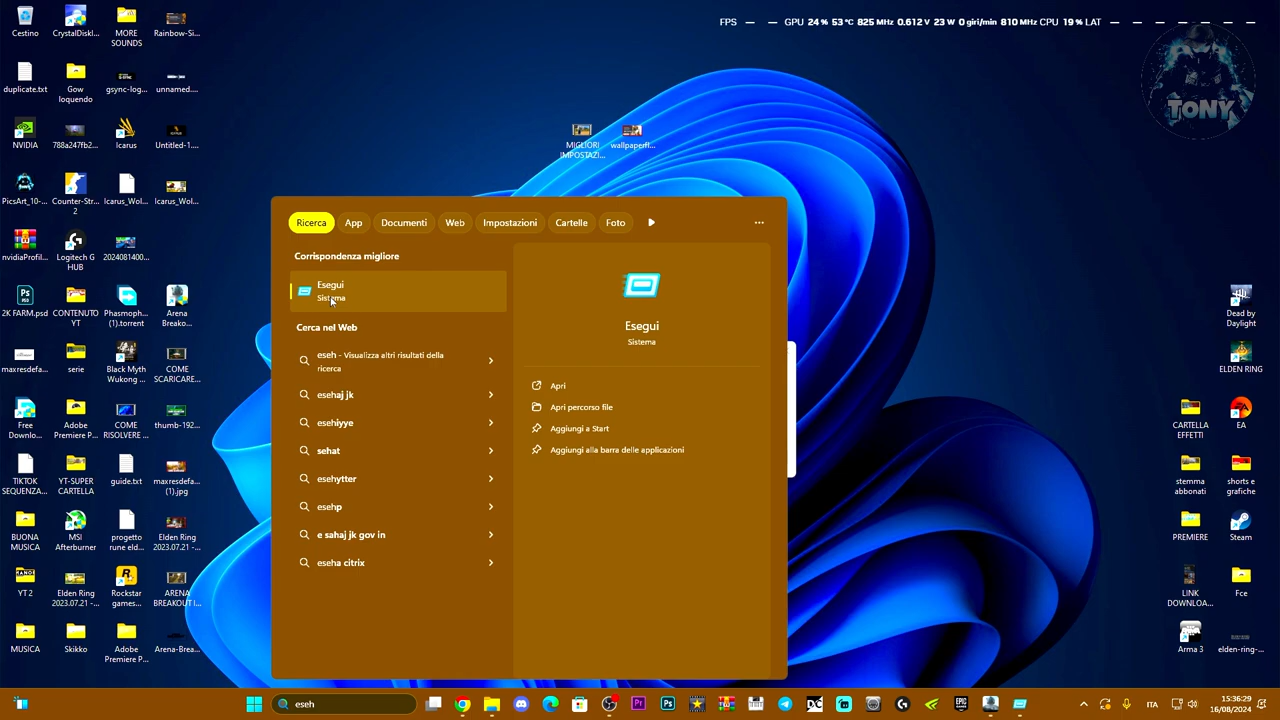 FPS — — GPU 24 % 53 °C 825 MHz 0.612 V 23 W 0 giri/min 810 MHz CPU 19 % LAT — — — — — —
TONY
Cestino
CrystalDiskI...
MORE SOUNDS
Rainbow-Si...
duplicate.txt
Gow loquendo
gsync-log...
unnamed....
NVIDIA
788a247fb2...
Icarus
Untitled-1....
PicsArt_10-...
Counter-Str... 2
Icarus_Wol...
Icarus_Wol...
nvidiaProfil...
Logitech G HUB
2024081400...
2K FARM.psd
CONTENUTO YT
Phasmoph... (1).torrent
Arena Breako...
maxresdefa...
serie
Black Myth Wukong ...
COME SCARICARE...
Free Downlo...
Adobe Premiere P...
COME RISOLVERE ...
thumb-192...
TIKTOK SEQUENZA...
YT-SUPER CARTELLA
guide.txt
maxresdefa... (1).jpg
BUONA MUSICA
MSI Afterburner
progetto rune eld...
Elden Ring 2023.07.21 -...
YT 2
Elden Ring 2023.07.21 -...
Rockstar games...
ARENA BREAKOUT I...
MUSICA
Skikko
Adobe Premiere P...
Arena-Brea...
MIGLIORI IMPOSTAZI...
wallpaperfl...
Ricerca
App
Documenti
Web
Impostazioni
Cartelle
Foto
Corrispondenza migliore
Esegui
Sistema
Cerca nel Web
eseh - Visualizza altri risultati della
ricerca
esehaj jk
esehiyye
sehat
esehytter
esehp
e sahaj jk gov in
eseha citrix
Esegui
Sistema
Apri
Apri percorso file
Aggiungi a Start
Aggiungi alla barra delle applicazioni
Dead by Daylight
ELDEN RING
CARTELLA EFFETTI
EA
stemma abbonati
shorts e grafiche
PREMIERE
Steam
LINK DOWNLOA...
Fce
Arma 3
elden-ring-...
eseh
ITA
15:36:29
16/08/2024